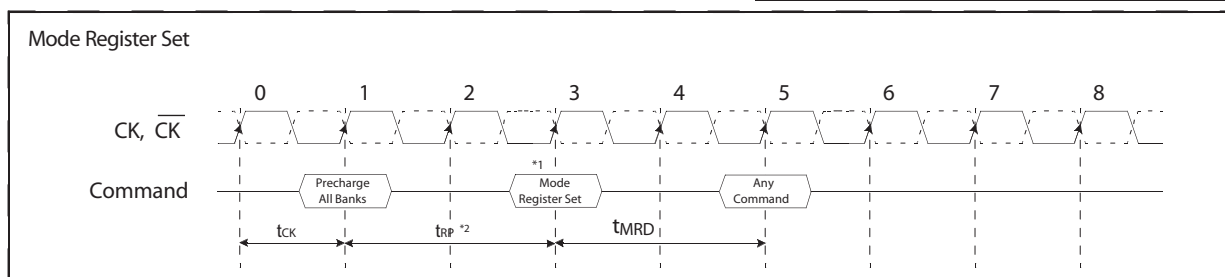 Mode Register Set
0 1 2 3 4 5 6 7 8
CK, CK
*1
Command
Precharge
All Banks
Mode
Register Set
Any
Command
tCK
tRP *2
tMRD